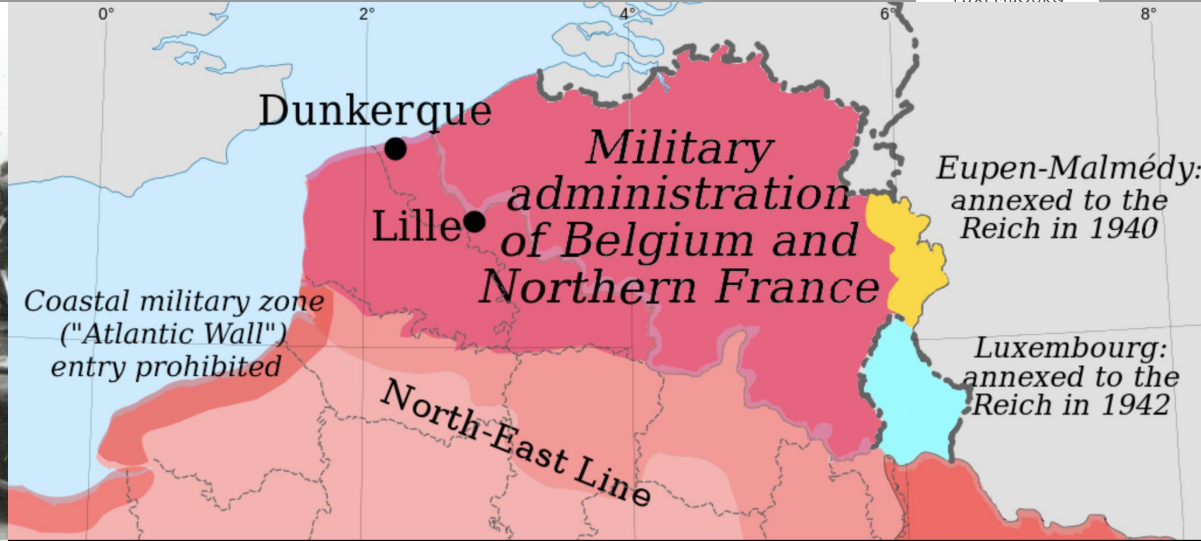 0°
2°
4°
6°
8°
Dunkerque
Military
administration
of Belgium and
Northern France
Lille
Eupen-Malmédy:
annexed to the
Reich in 1940
Coastal military zone
("Atlantic Wall")
entry prohibited
Luxembourg:
annexed to the
Reich in 1942
North-East Line